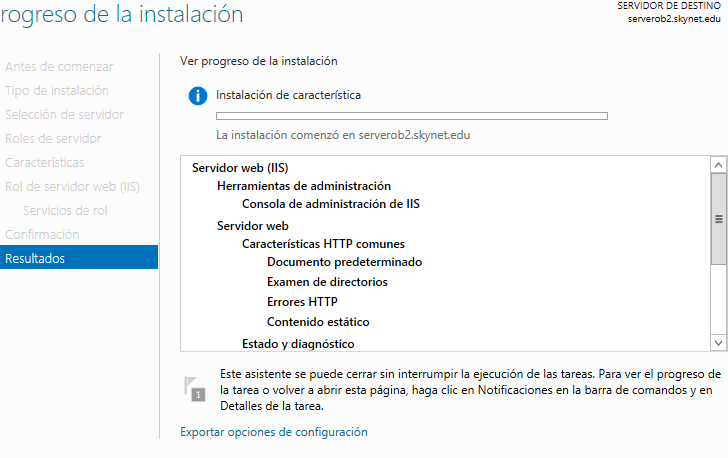 rogreso de la instalación
SERVIDOR DE DESTINO
serverob2.skynet.edu
Antes de comenzar
Tipo de instalación
Selección de servidor
Roles de servidor
Características
Rol de servidor web (IIS)
Servicios de rol
Confirmación
Resultados
Ver progreso de la instalación
Instalación de característica
La instalación comenzó en serverob2.skynet.edu
Servidor web (IIS)
Herramientas de administración
Consola de administración de IIS
Servidor web
Características HTTP comunes
Documento predeterminado
Examen de directorios
Errores HTTP
Contenido estático
Estado y diagnóstico
1
Este asistente se puede cerrar sin interrumpir la ejecución de las tareas. Para ver el progreso de
la tarea o volver a abrir esta página, haga clic en Notificaciones en la barra de comandos y en
Detalles de la tarea.
Exportar opciones de configuración